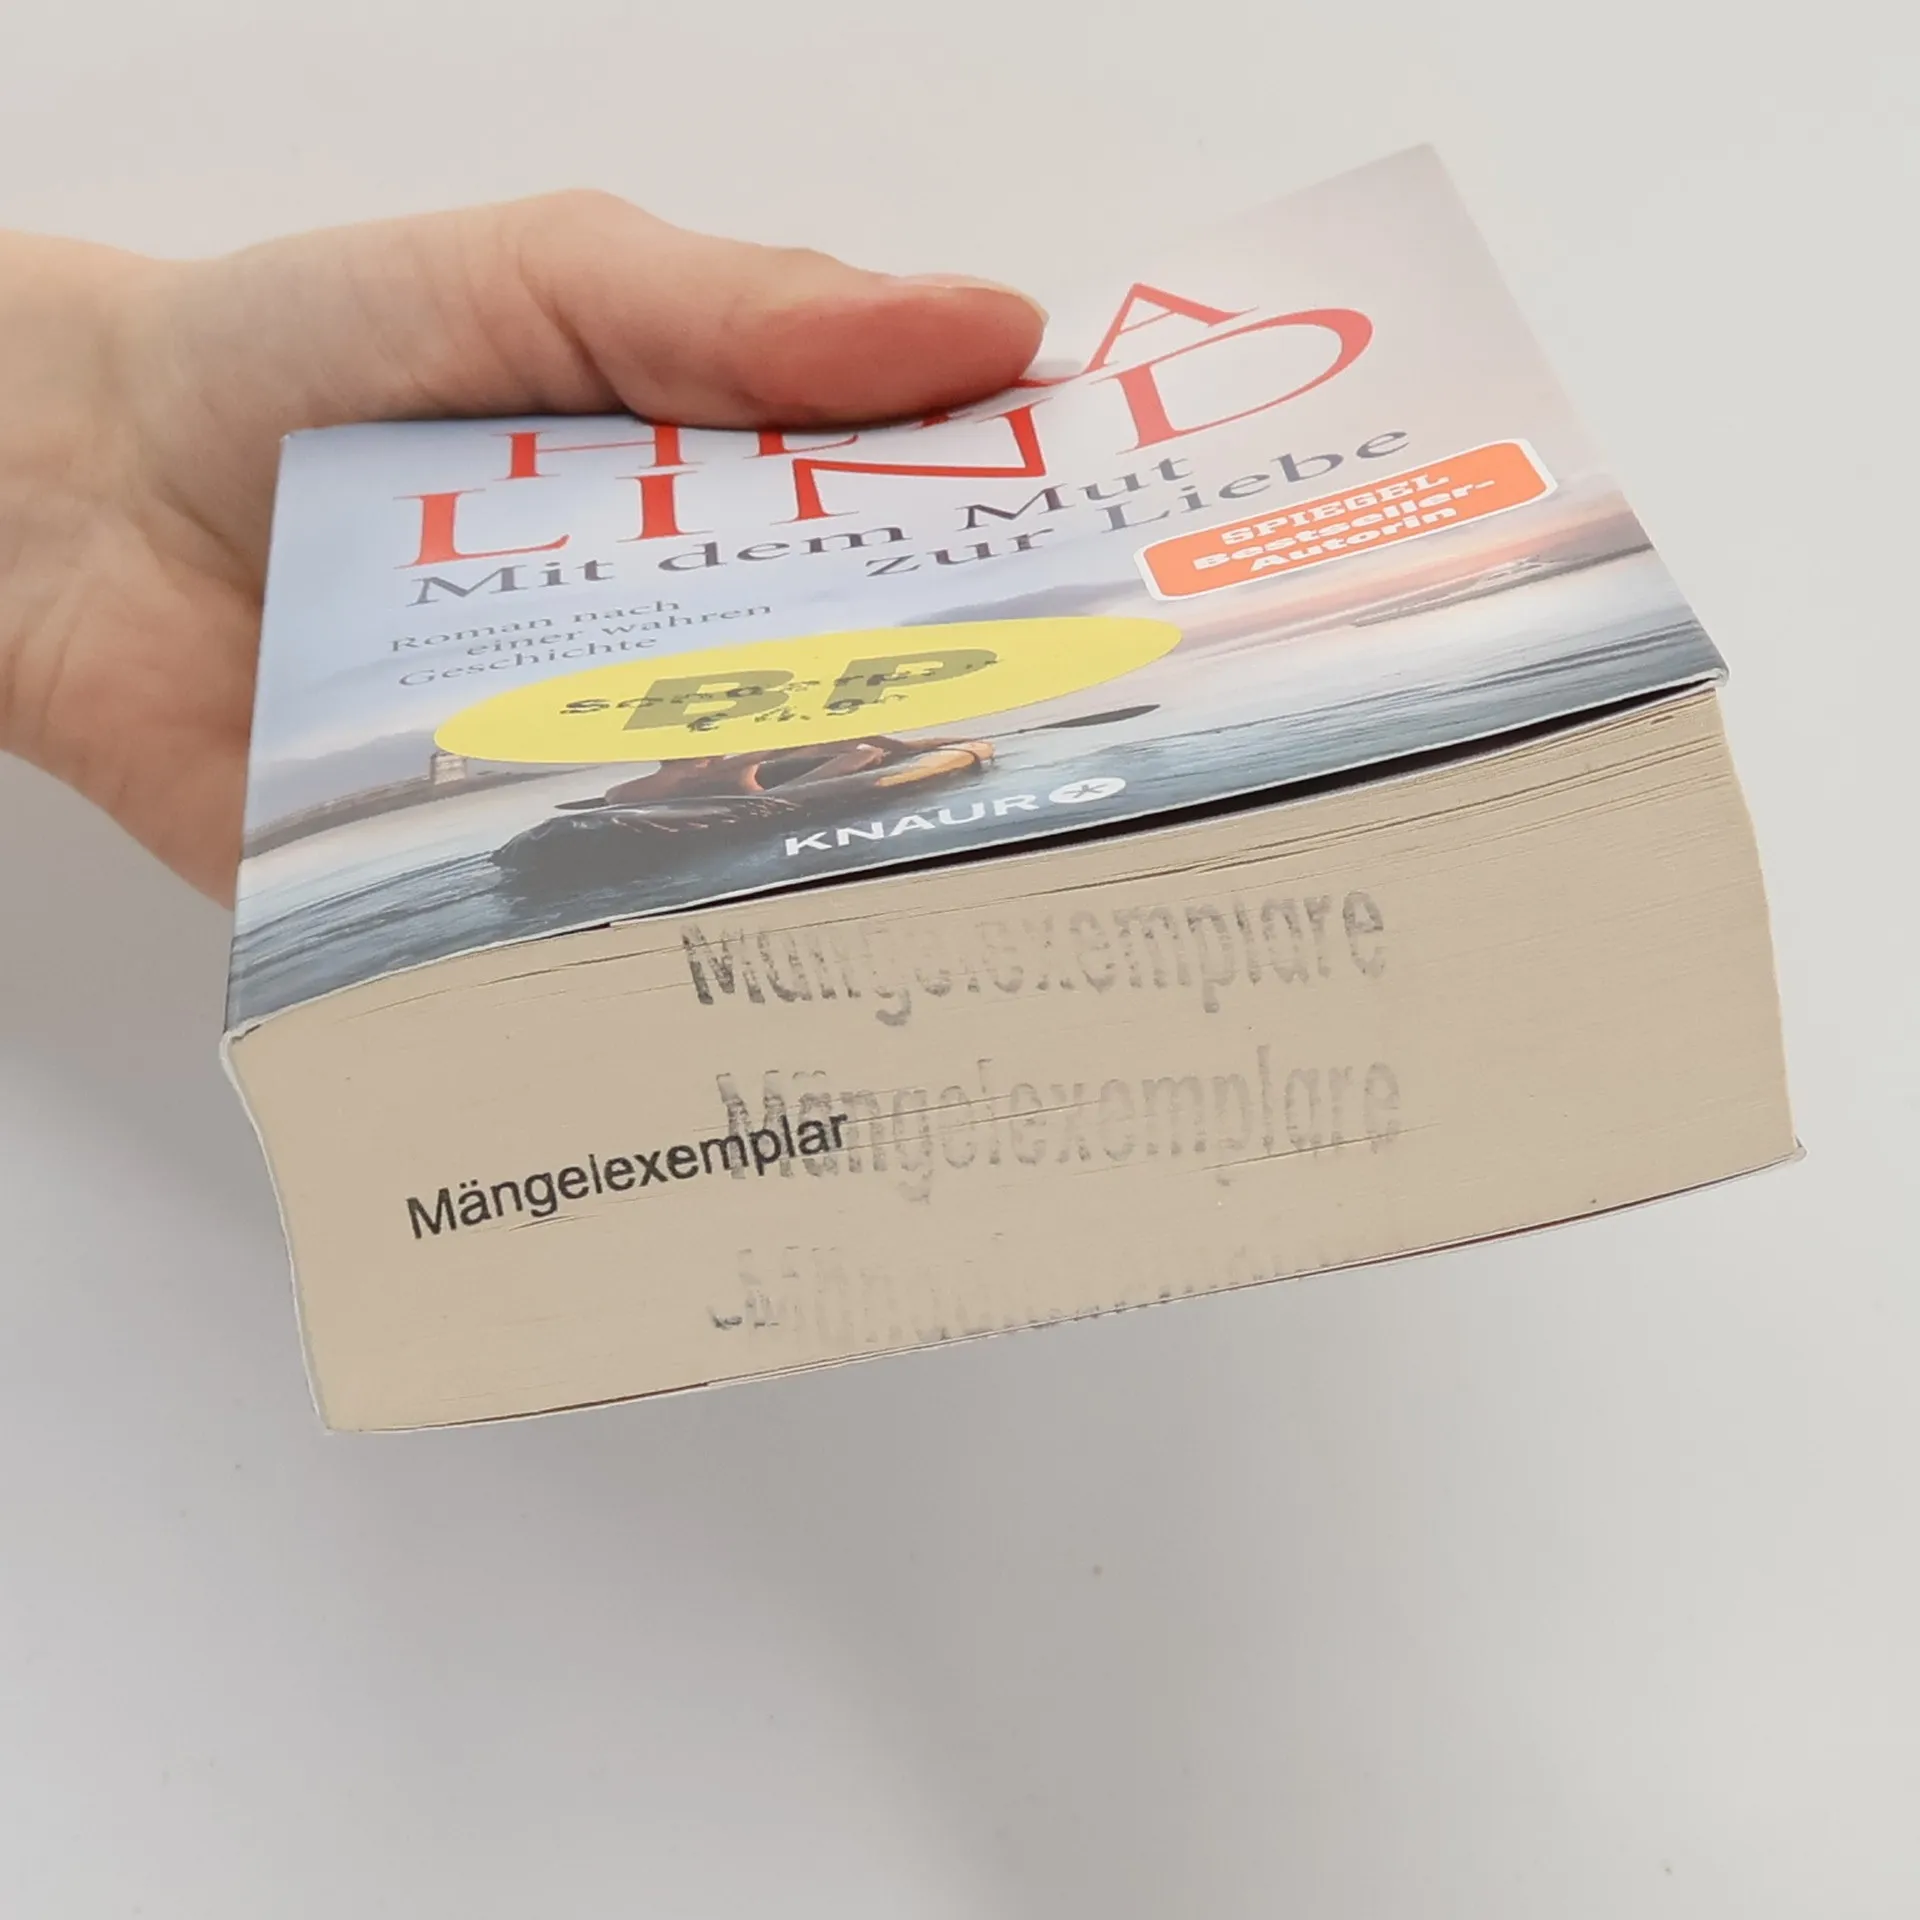 LIND
Mit dem Mut
zur Liebe
Roman nach
einer wahren
Geschichte
SPIEGEL
Bestseller-
Autorin
BP
KNAUR
Mängelexemplare
Mängelexemplare
Mängelexemplar